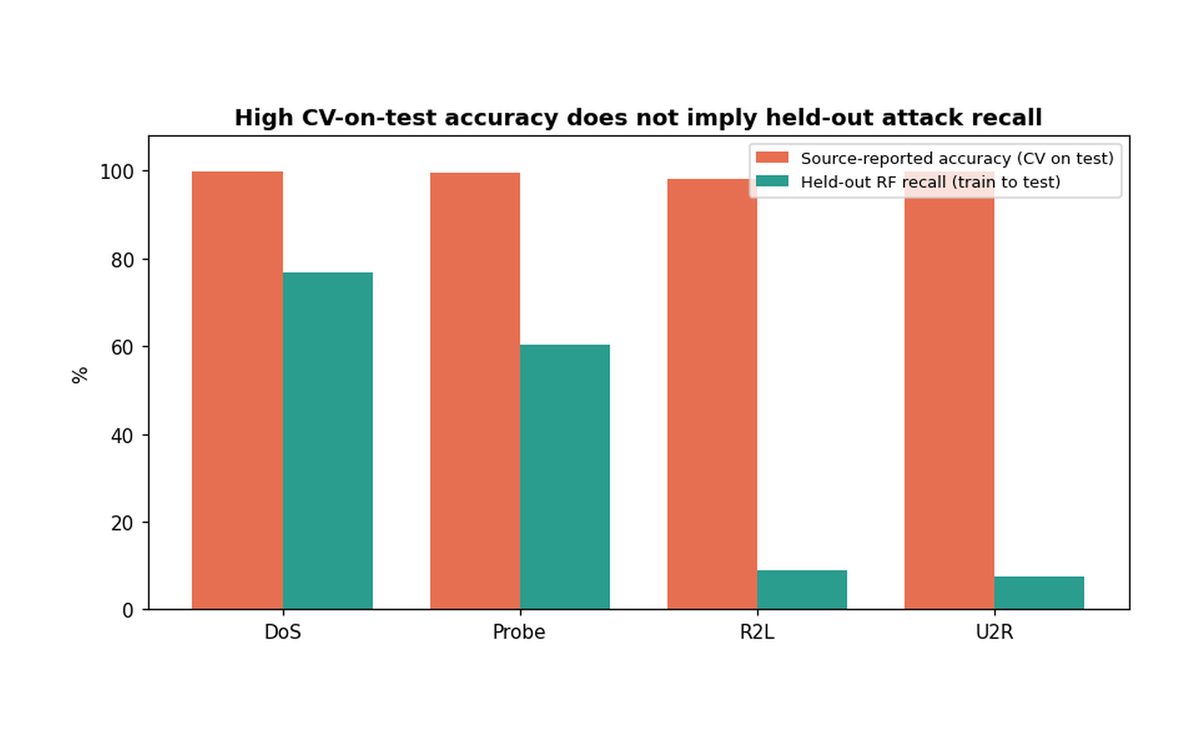 High CV-on-test accuracy does not imply held-out attack recall
Source-reported accuracy (CV on test)
Held-out RF recall (train to test)
100
80
60
40
20
0
%
DoS
Probe
R2L
U2R